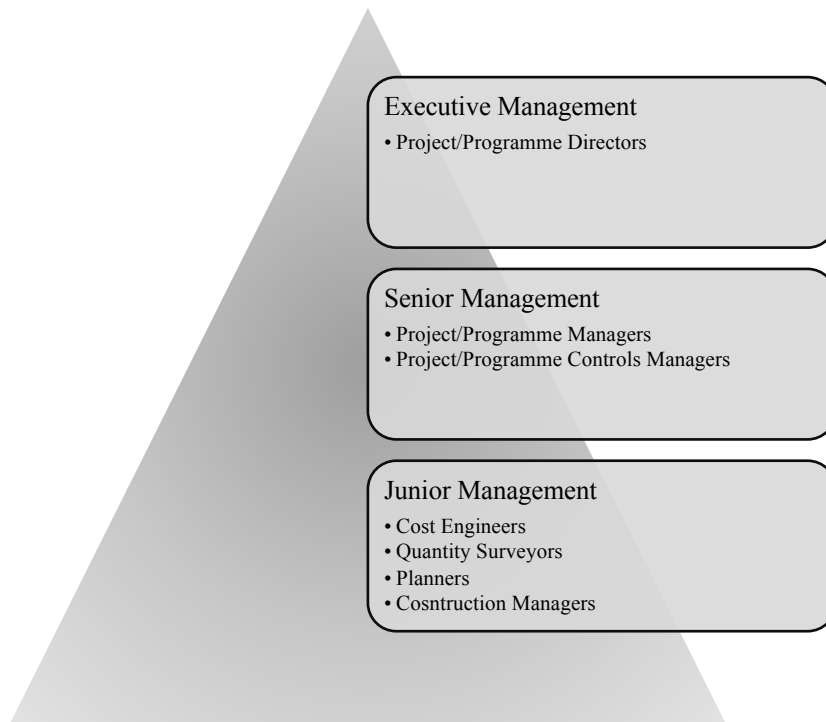 Executive Management
• Project/Programme Directors
Senior Management
• Project/Programme Managers
• Project/Programme Controls Managers
Junior Management
• Cost Engineers
• Quantity Surveyors
• Planners
• Cosntruction Managers